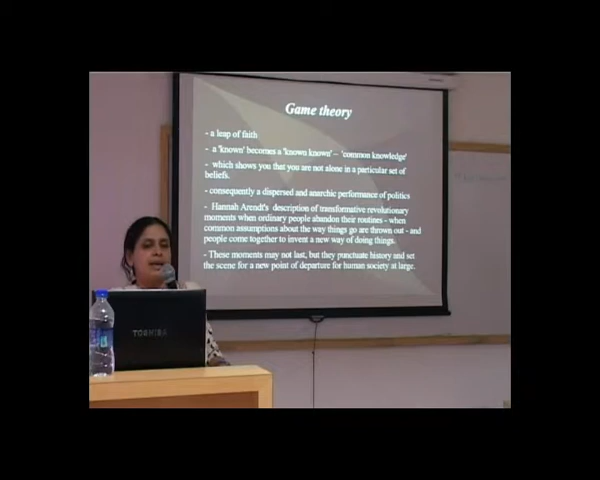 Game theory
- a leap of faith
- a 'known' becomes a 'known known' – 'common knowledge'
- which shows you that you are not alone in a particular set of
beliefs.
- consequently a dispersed and anarchic performance of politics
- Hannah Arendt's description of transformative revolutionary
moments when ordinary people abandon their routines - when
common assumptions about the way things go are thrown out - and
people come together to invent a new way of doing things.
- These moments may not last, but they punctuate history and set
the scene for a new point of departure for human society at large.
TOSHIBA